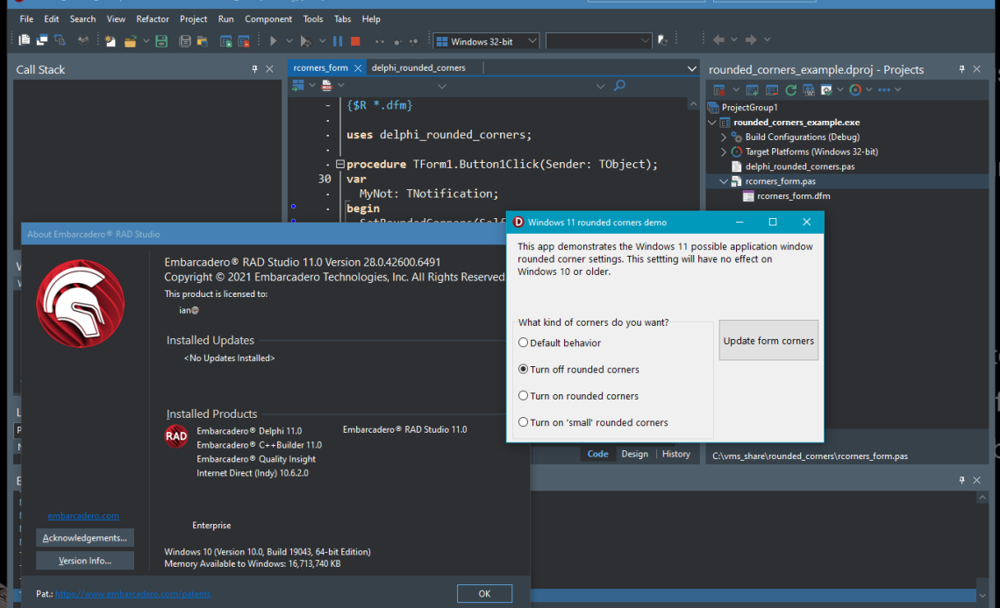 File Edit Search View Refactor Project Run Component Tools Tabs Help
Windows 32-bit
Call Stack
rcorners_form delphi_rounded_corners
{$R *.dfm}
uses delphi_rounded_corners;
procedure TForm1.Button1Click(Sender: TObject);
30 var
MyNot: TNotification;
begin
rounded_corners_example.dproj - Projects
ProjectGroup1
rounded_corners_example.exe
Build Configurations (Debug)
Target Platforms (Windows 32-bit)
delphi_rounded_corners.pas
rcorners_form.pas
rcorners_form.dfm
About Embarcadero® RAD Studio
Embarcadero® RAD Studio 11.0 Version 28.0.42600.6491
Copyright © 2021 Embarcadero Technologies, Inc. All Rights Reserved
This product is licensed to:
ian@
Installed Updates
<No Updates Installed>
Installed Products
RAD
Embarcadero® Delphi 11.0
Embarcadero® C++Builder 11.0
Embarcadero® Quality Insight
Internet Direct (Indy) 10.6.2.0
Embarcadero® RAD Studio 11.0
Enterprise
embarcadero.com
Acknowledgements...
Version Info...
Windows 10 (Version 10.0, Build 19043, 64-bit Edition)
Memory Available to Windows: 16,713,740 KB
Pat.: https://www.embarcadero.com/patents
OK
D Windows 11 rounded corners demo
This app demonstrates the Windows 11 possible application window
rounded corner settings. This settting will have no effect on
Windows 10 or older.
What kind of corners do you want?
Default behavior
Turn off rounded corners
Turn on rounded corners
Turn on 'small' rounded corners
Update form corners
Code Design History
C:\vms_share\rounded_corners\rcorners_form.pas